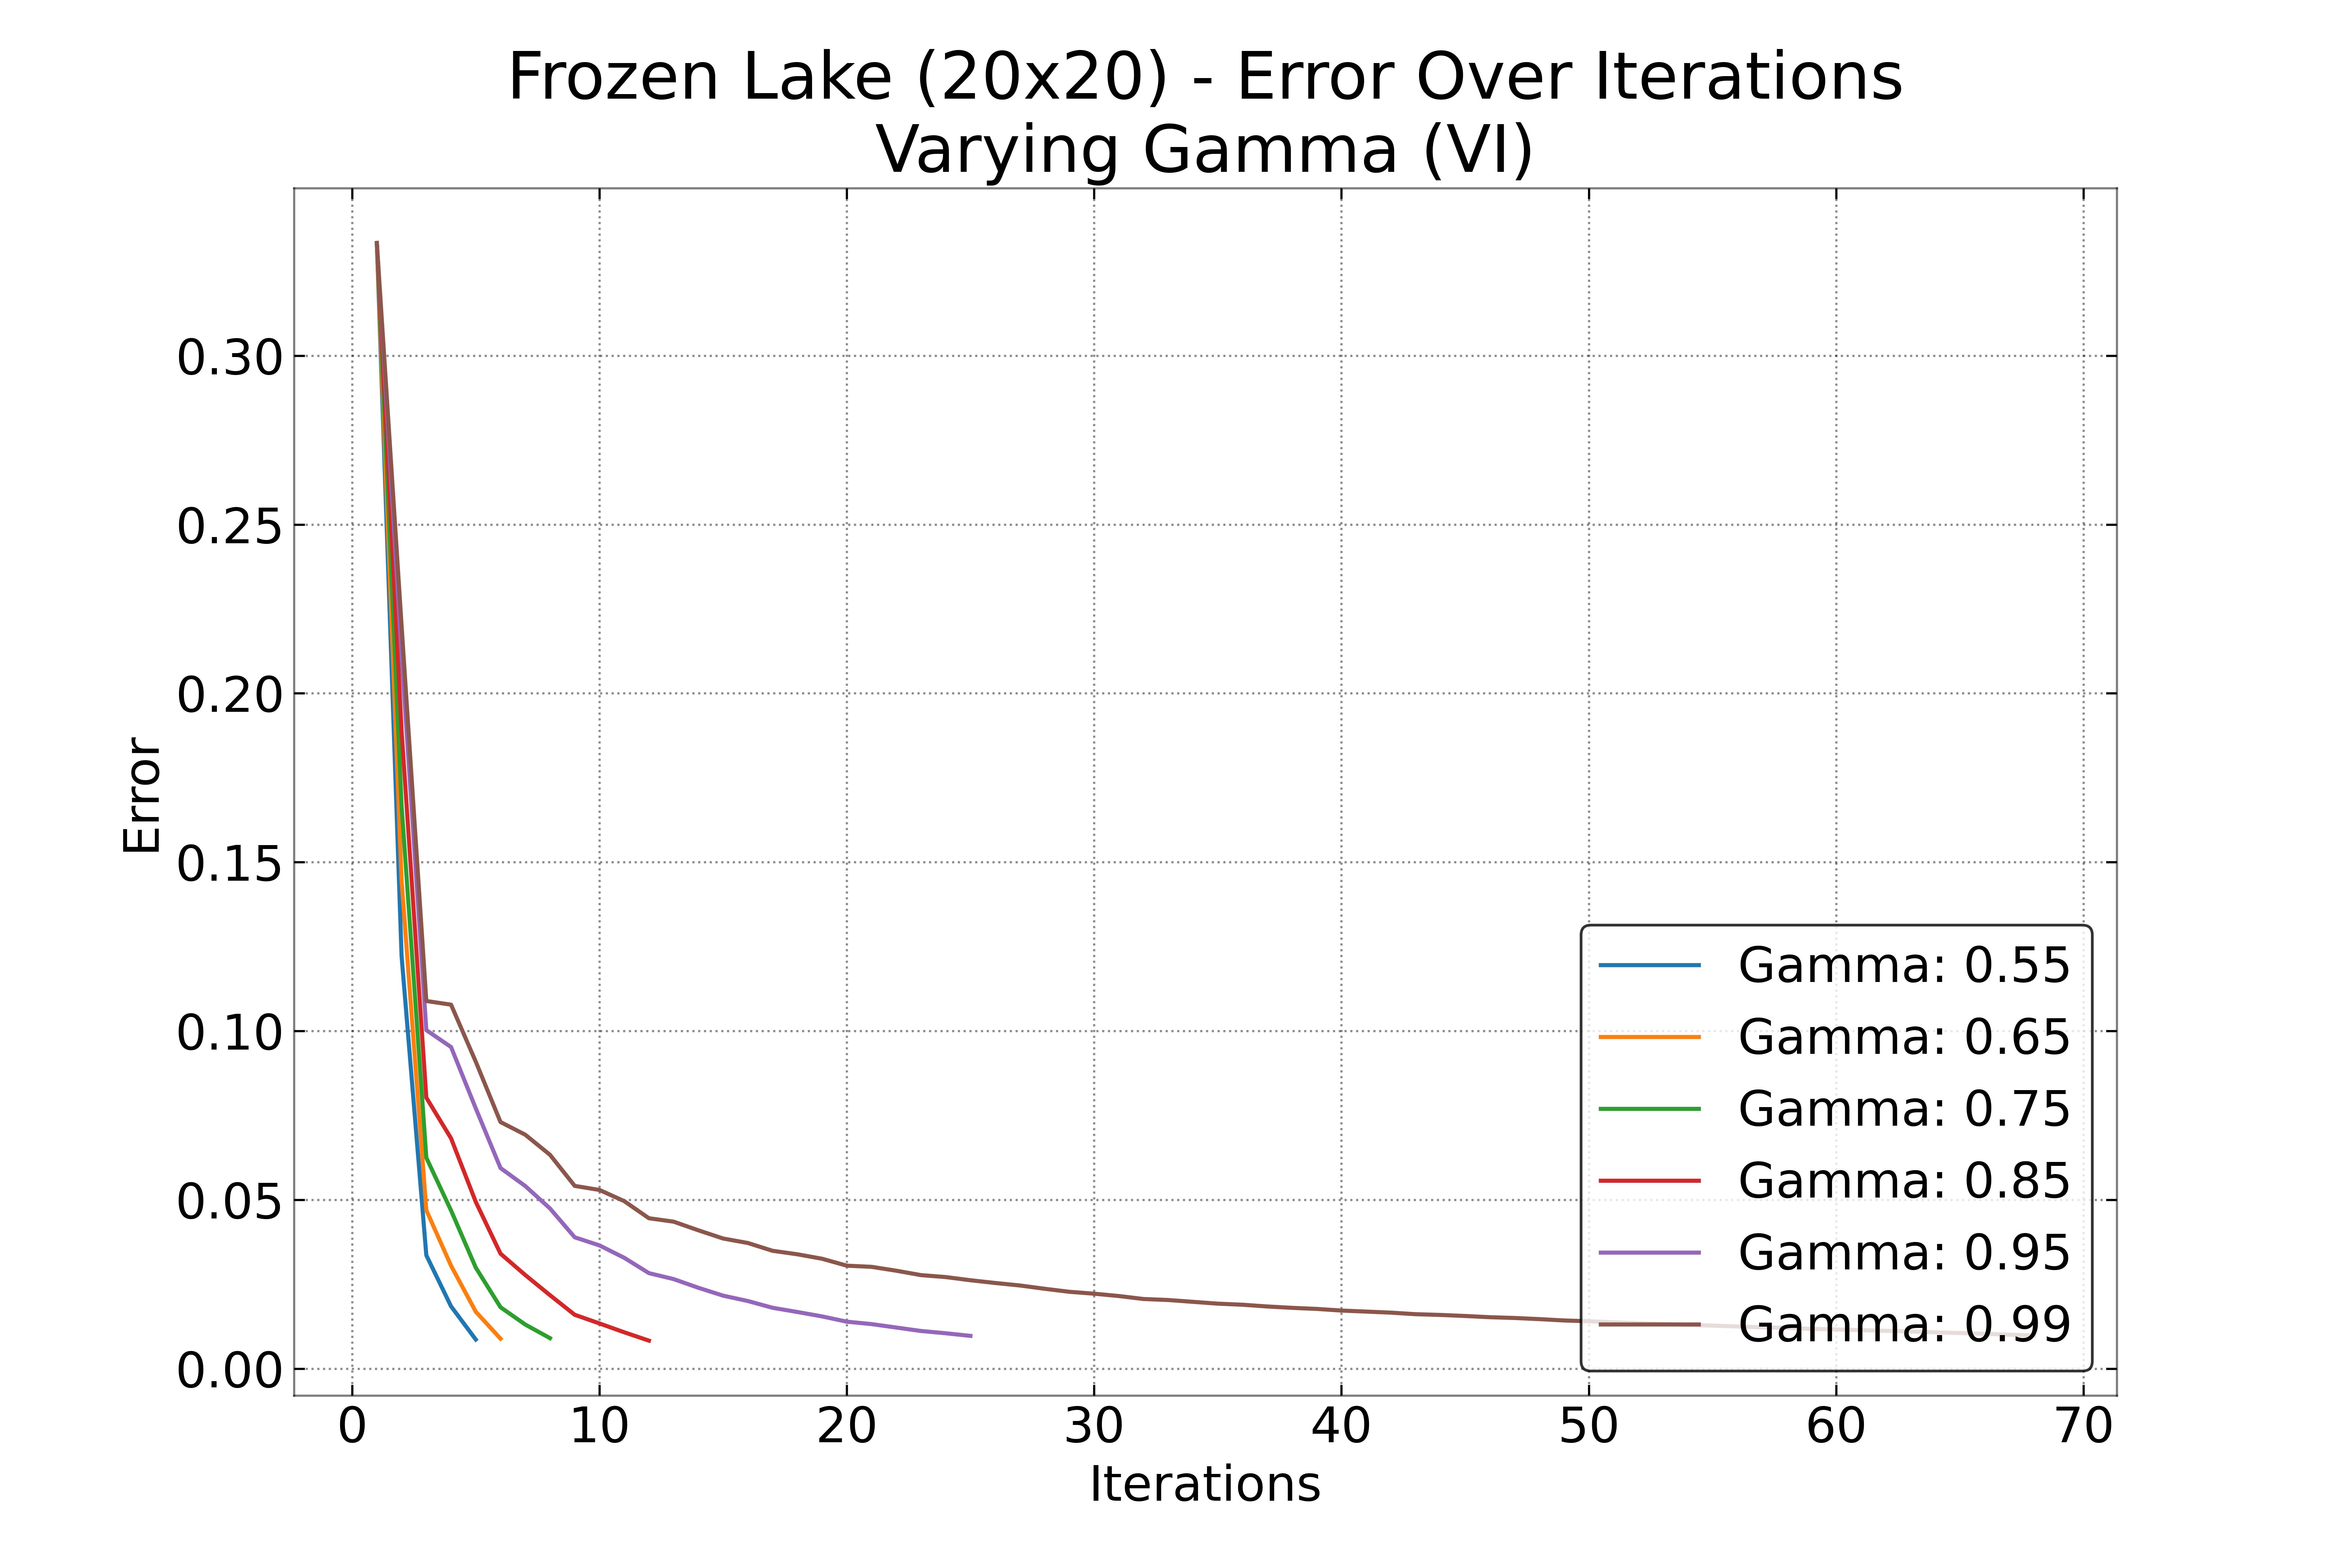 Frozen Lake (20x20) - Error Over Iterations
Varying Gamma (VI)
0.30
0.25
0.20
0.15
0.10
0.05
0.00
Error
Gamma: 0.55
Gamma: 0.65
Gamma: 0.75
Gamma: 0.85
Gamma: 0.95
Gamma: 0.99
0 10 20 30 40 50 60 70
Iterations